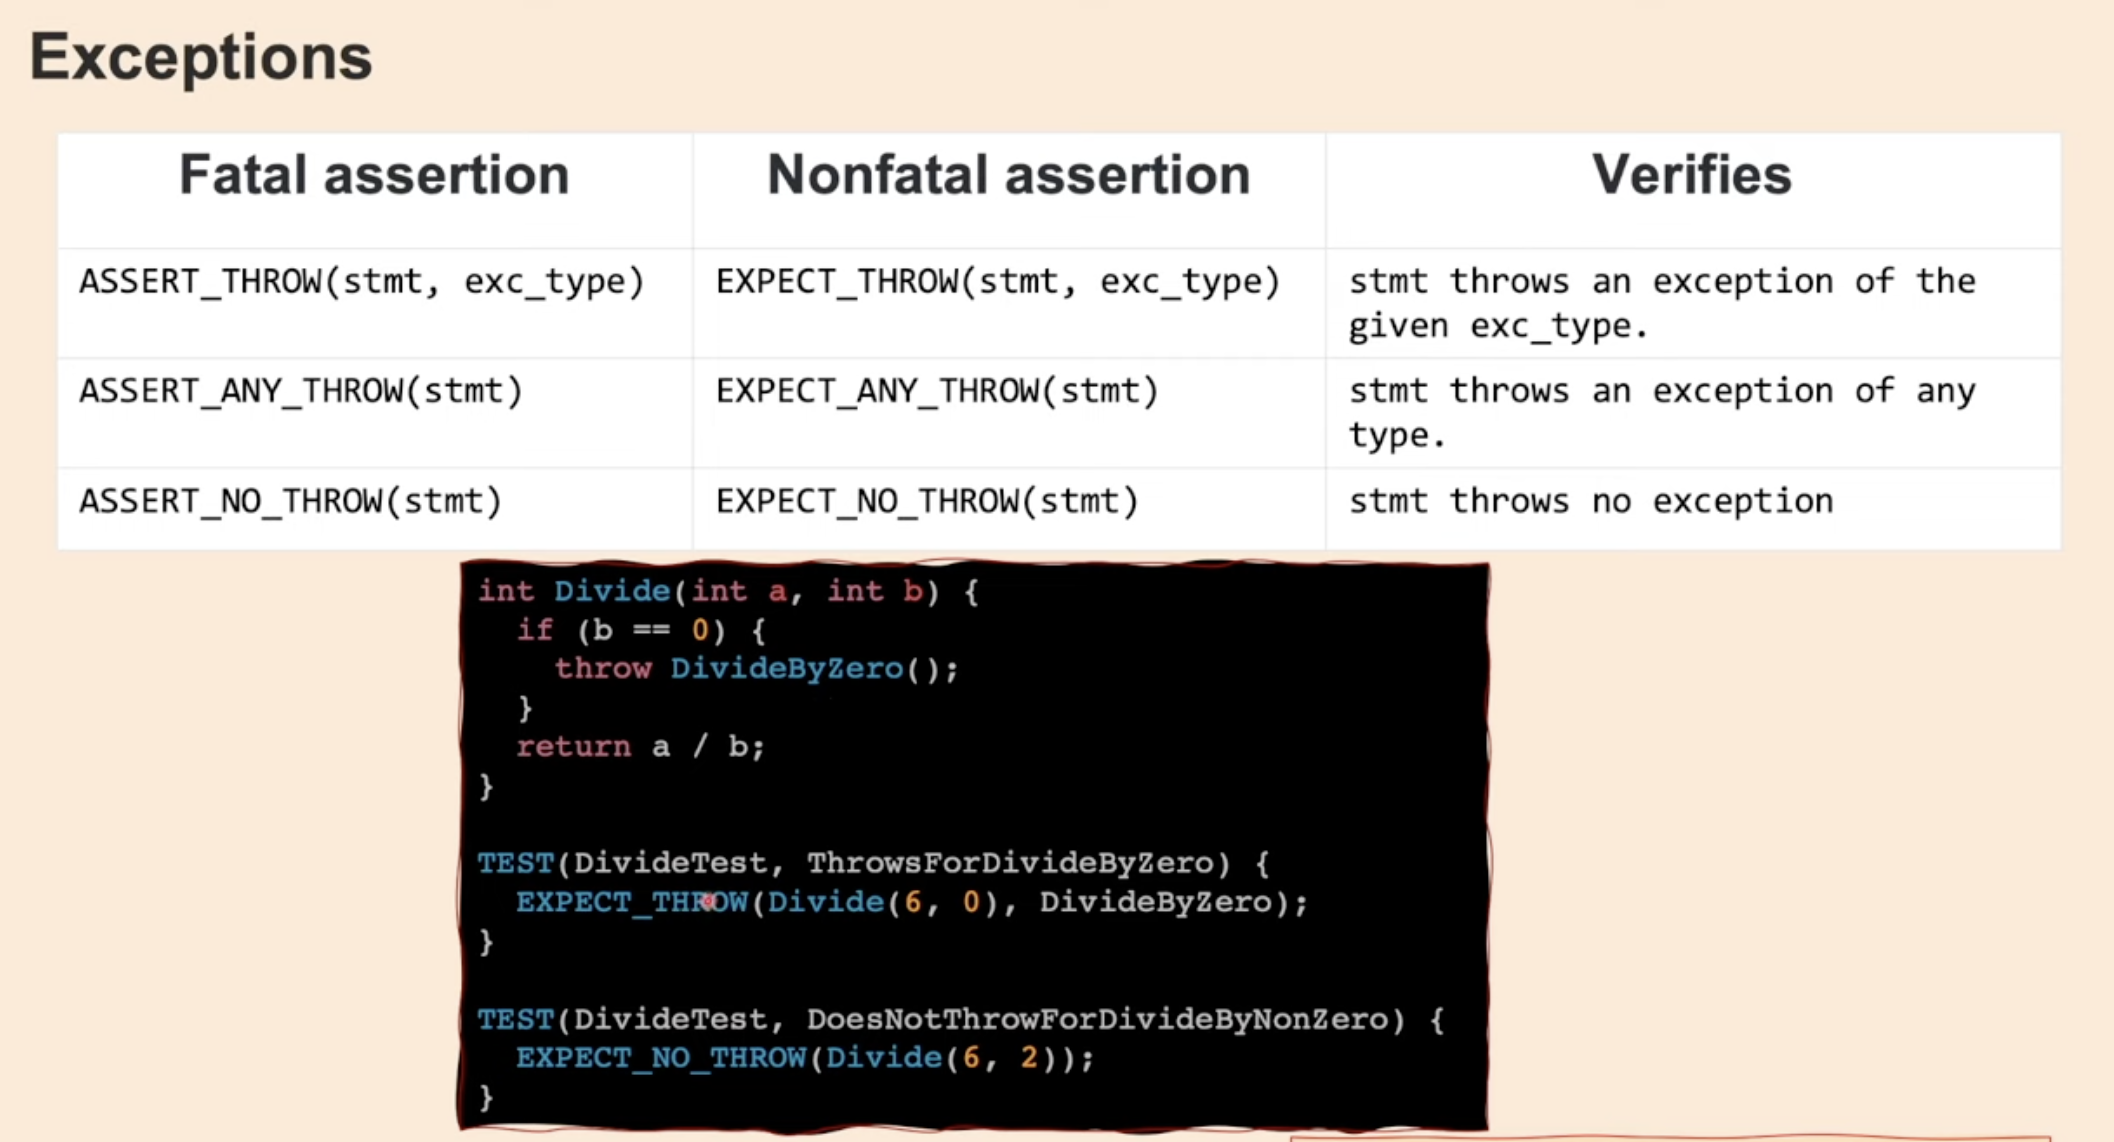 Exceptions
Fatal assertion
Nonfatal assertion
Verifies
ASSERT_THROW(stmt, exc_type)
EXPECT_THROW(stmt, exc_type)
stmt throws an exception of the
given exc_type.
ASSERT_ANY_THROW(stmt)
EXPECT_ANY_THROW(stmt)
stmt throws an exception of any
type.
ASSERT_NO_THROW(stmt)
EXPECT_NO_THROW(stmt)
stmt throws no exception
int Divide(int a, int b) {
  if (b == 0) {
    throw DivideByZero();
  }
  return a / b;
}
TEST(DivideTest, ThrowsForDivideByZero) {
  EXPECT_THROW(Divide(6, 0), DivideByZero);
}
TEST(DivideTest, DoesNotThrowForDivideByNonZero) {
  EXPECT_NO_THROW(Divide(6, 2));
}